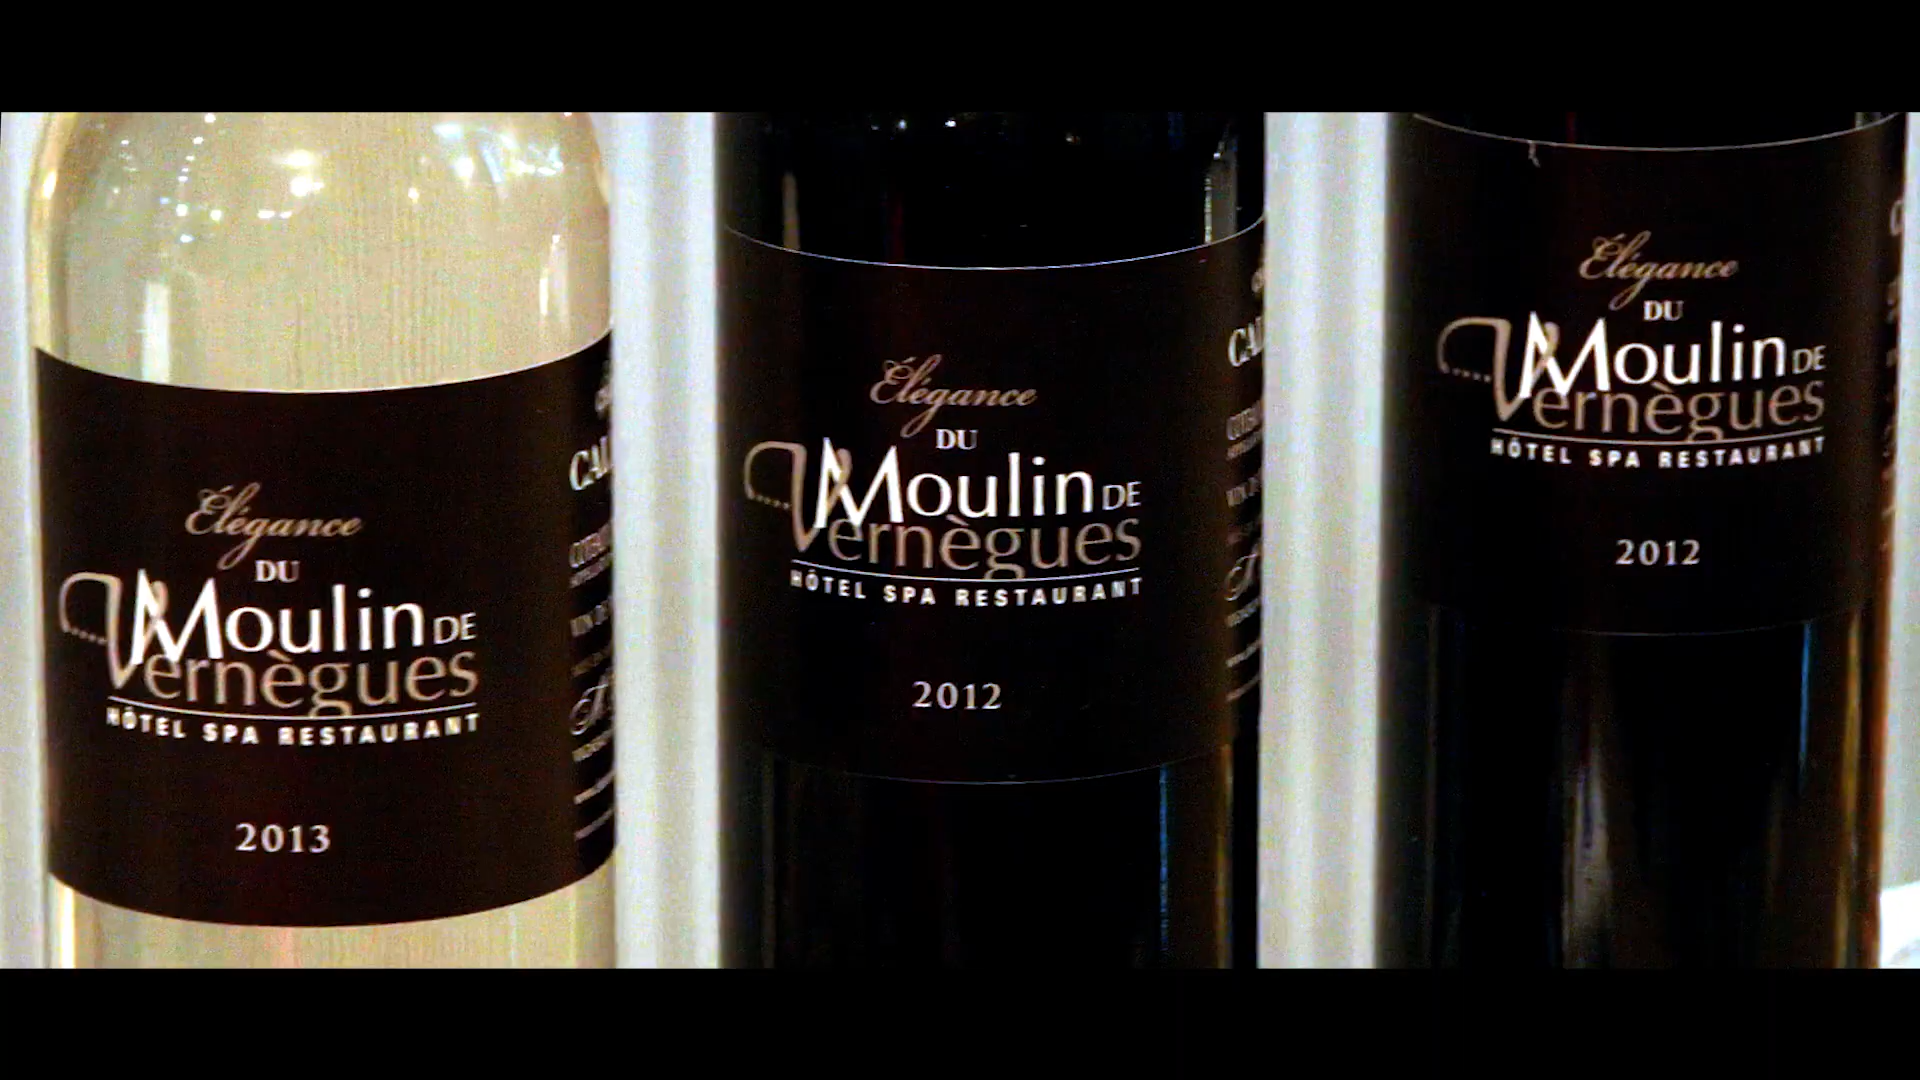 Élégance
DU
Moulin DE
Vernègues
HÔTEL SPA RESTAURANT
2013
Élégance
DU
Moulin DE
Vernègues
HÔTEL SPA RESTAURANT
2012
Élégance
DU
Moulin DE
Vernègues
HÔTEL SPA RESTAURANT
2012